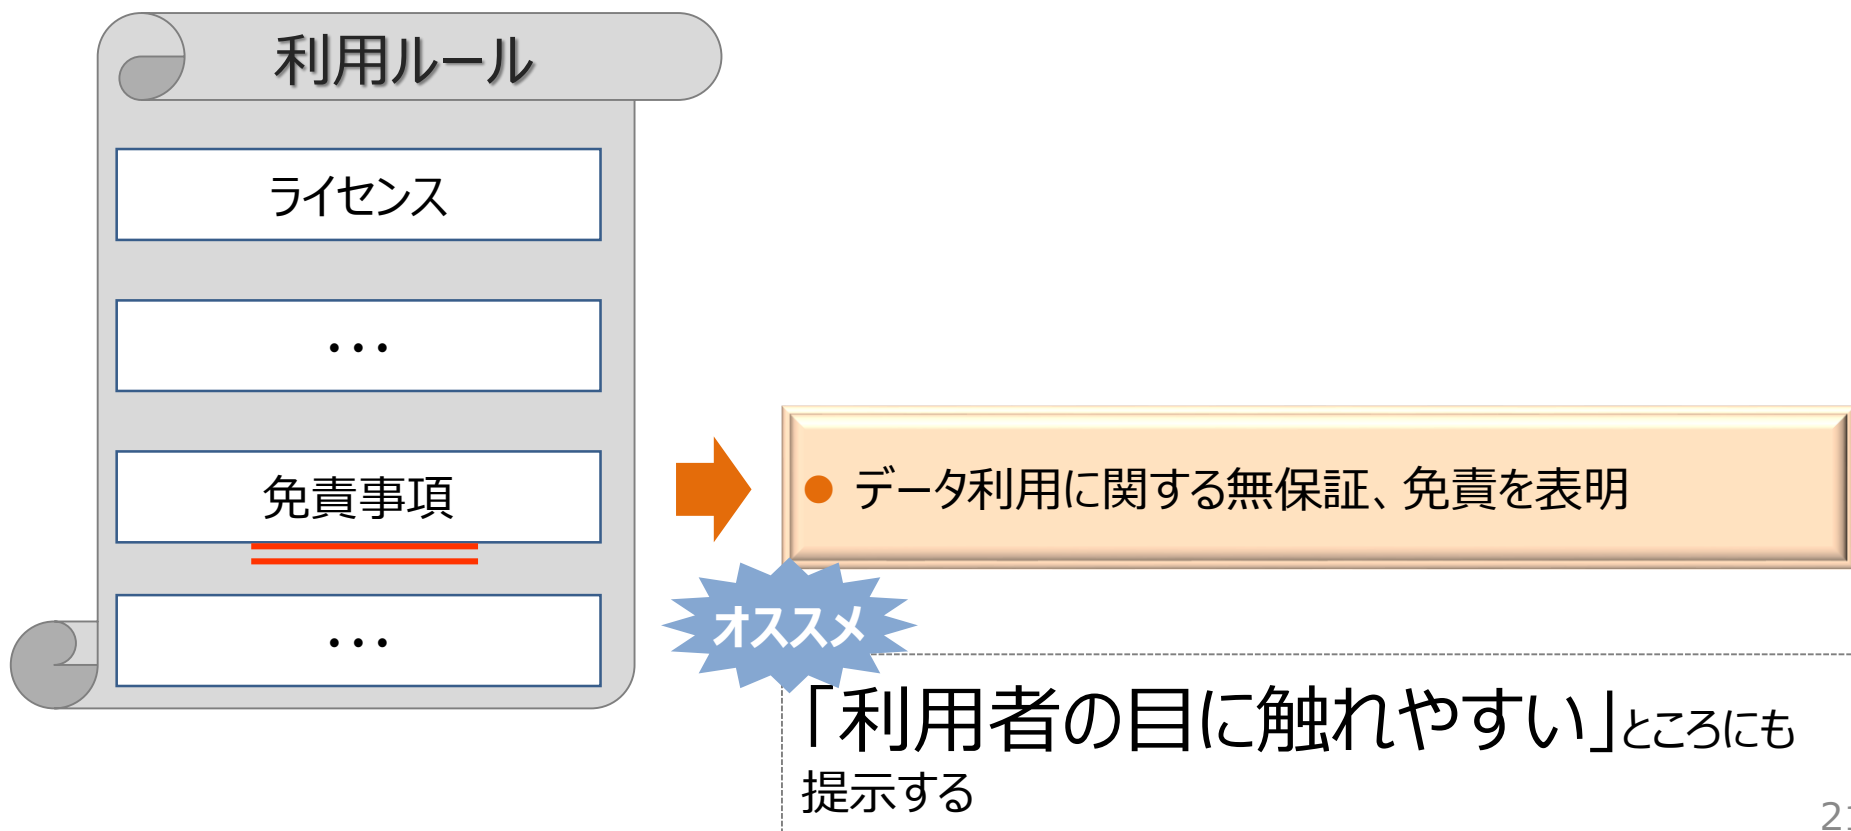 利用ルール
ライセンス
・・・
免責事項
・・・
● データ利用に関する無保証、免責を表明
オススメ
「利用者の目に触れやすい」ところにも
提示する